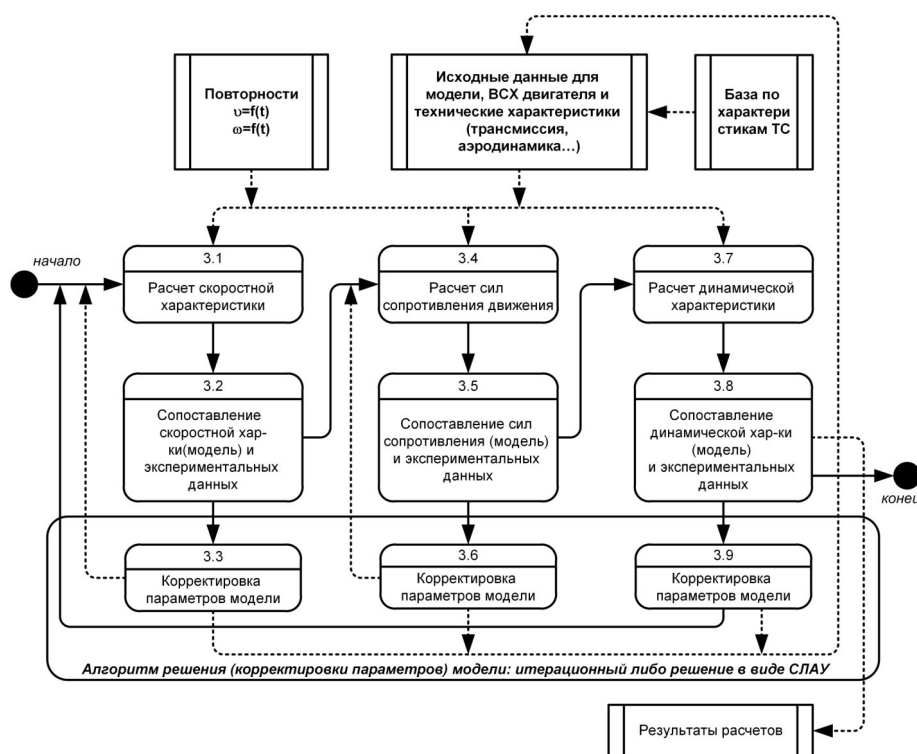 Повторности
υ=f(t)
ω=f(t)
Исходные данные для
модели, ВСХ двигателя и
технические характеристики
(трансмиссия,
аэродинамика...)
База по
характери
стикам ТС
начало
3.1
Расчет скоростной
характеристики
3.4
Расчет сил
сопротивления движения
3.7
Расчет динамической
характеристики
3.2
Сопоставление
скоростной хар-
ки(модель) и
экспериментальных
данных
3.5
Сопоставление сил
сопротивления (модель)
и экспериментальных
данных
3.8
Сопоставление
динамической хар-ки
(модель)
и экспериментальных
данных
конец
3.3
Корректировка
параметров модели
3.6
Корректировка
параметров модели
3.9
Корректировка
параметров модели
Алгоритм решения (корректировки параметров) модели: итерационный либо решение в виде СЛАУ
Результаты расчетов